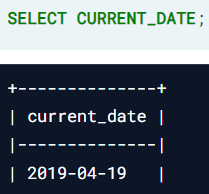 SELECT CURRENT_DATE;
+--------------+
| current_date |
|--------------|
| 2019-04-19   |